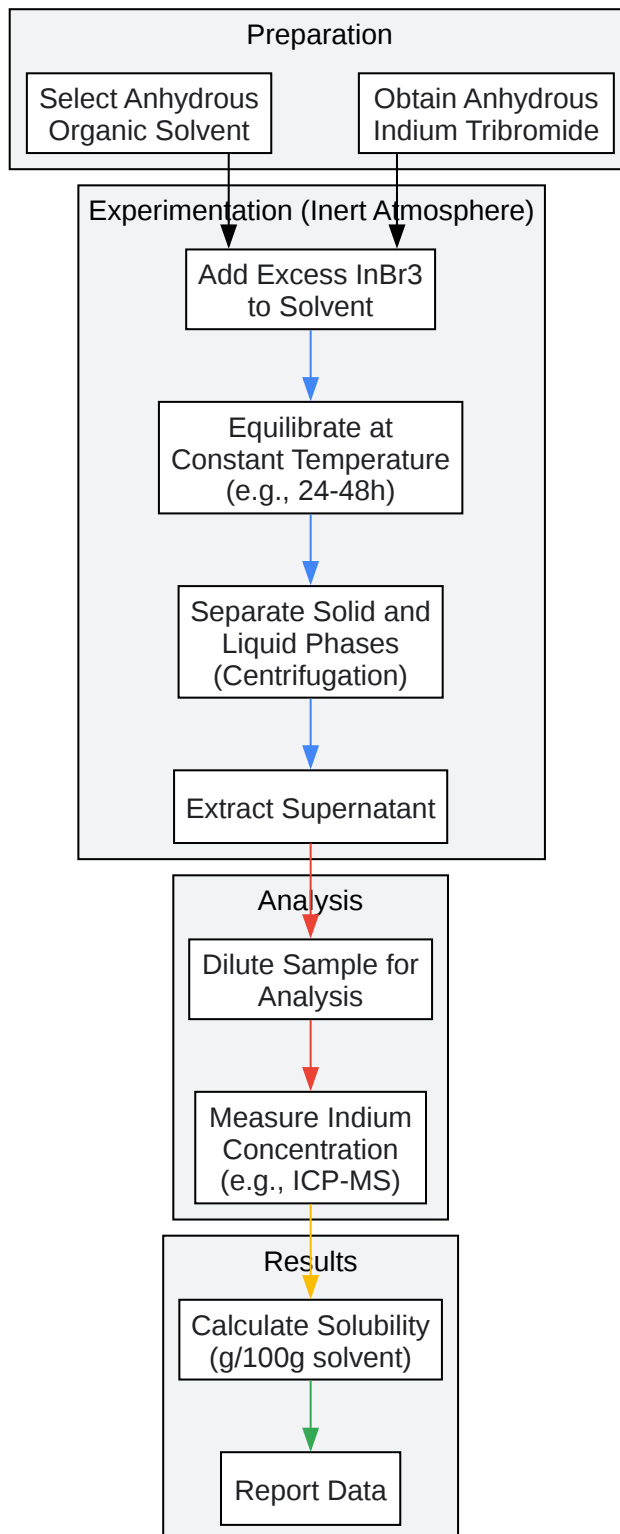 Preparation
Select Anhydrous
Organic Solvent
Obtain Anhydrous
Indium Tribromide
Experimentation (Inert Atmosphere)
Add Excess InBr3
to Solvent
Equilibrate at
Constant Temperature
(e.g., 24-48h)
Separate Solid and
Liquid Phases
(Centrifugation)
Extract Supernatant
Analysis
Dilute Sample for
Analysis
Measure Indium
Concentration
(e.g., ICP-MS)
Results
Calculate Solubility
(g/100g solvent)
Report Data